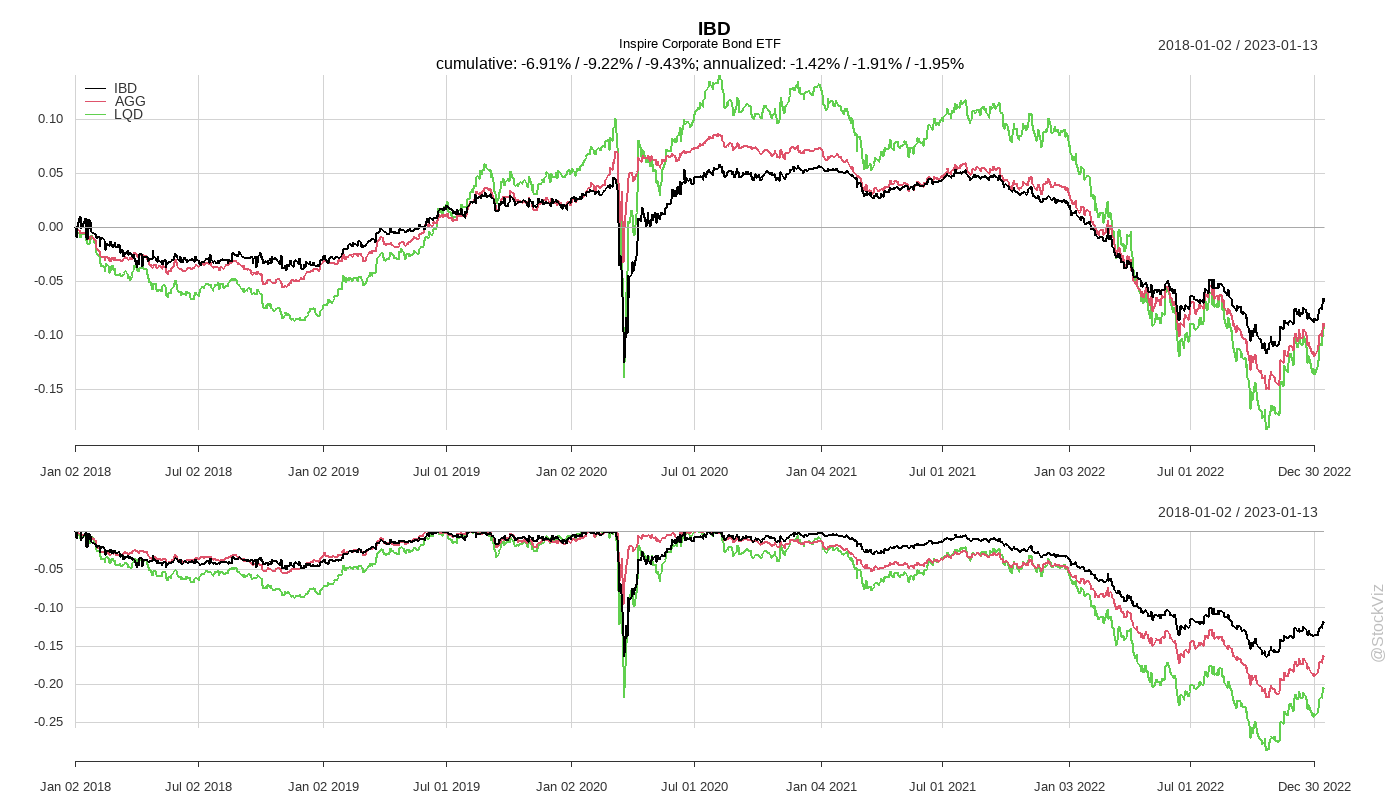 IBD
Inspire Corporate Bond ETF
2018-01-02 / 2023-01-13
cumulative: -6.91% / -9.22% / -9.43%; annualized: -1.42% / -1.91% / -1.95%
IBD
AGG
LQD
0.10
0.05
0.00
-0.05
-0.10
-0.15
Jan 02 2018 Jul 02 2018 Jan 02 2019 Jul 01 2019 Jan 02 2020 Jul 01 2020 Jan 04 2021 Jul 01 2021 Jan 03 2022 Jul 01 2022 Dec 30 2022
2018-01-02 / 2023-01-13
-0.05
-0.10
-0.15
-0.20
-0.25
Jan 02 2018 Jul 02 2018 Jan 02 2019 Jul 01 2019 Jan 02 2020 Jul 01 2020 Jan 04 2021 Jul 01 2021 Jan 03 2022 Jul 01 2022 Dec 30 2022
@StockViz